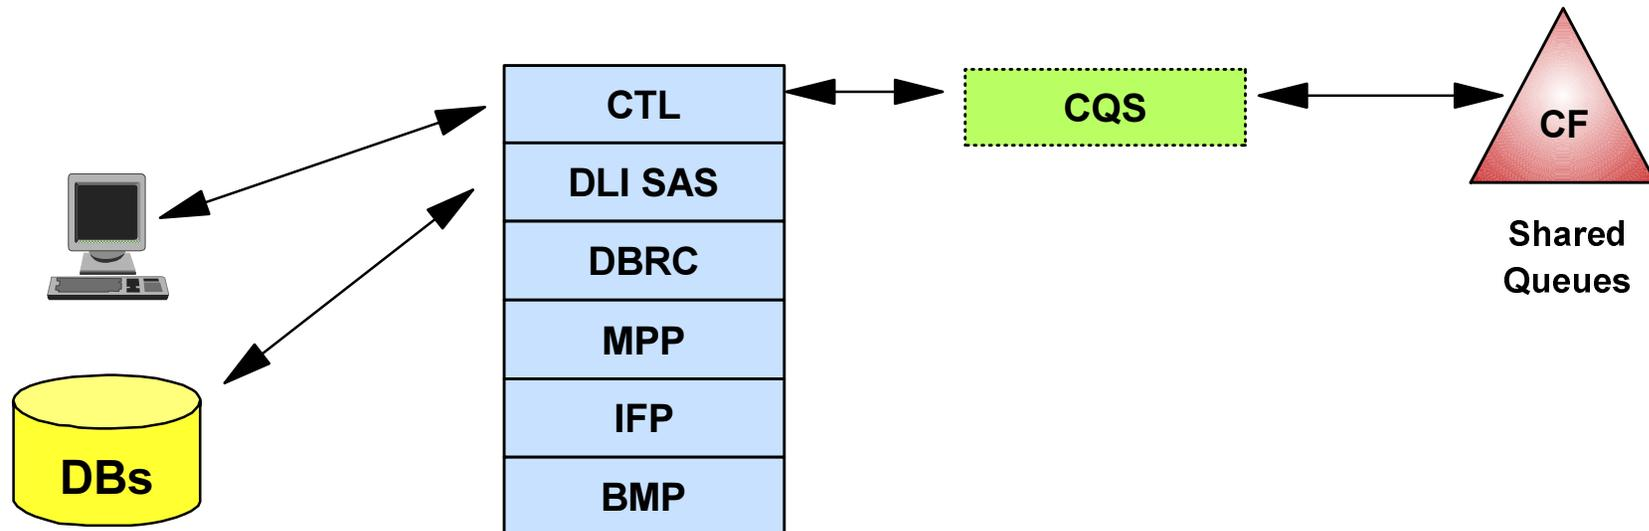 CTL
DLI SAS
DBRC
MPP
IFP
BMP
CQS
CF
Shared
Queues
DBs